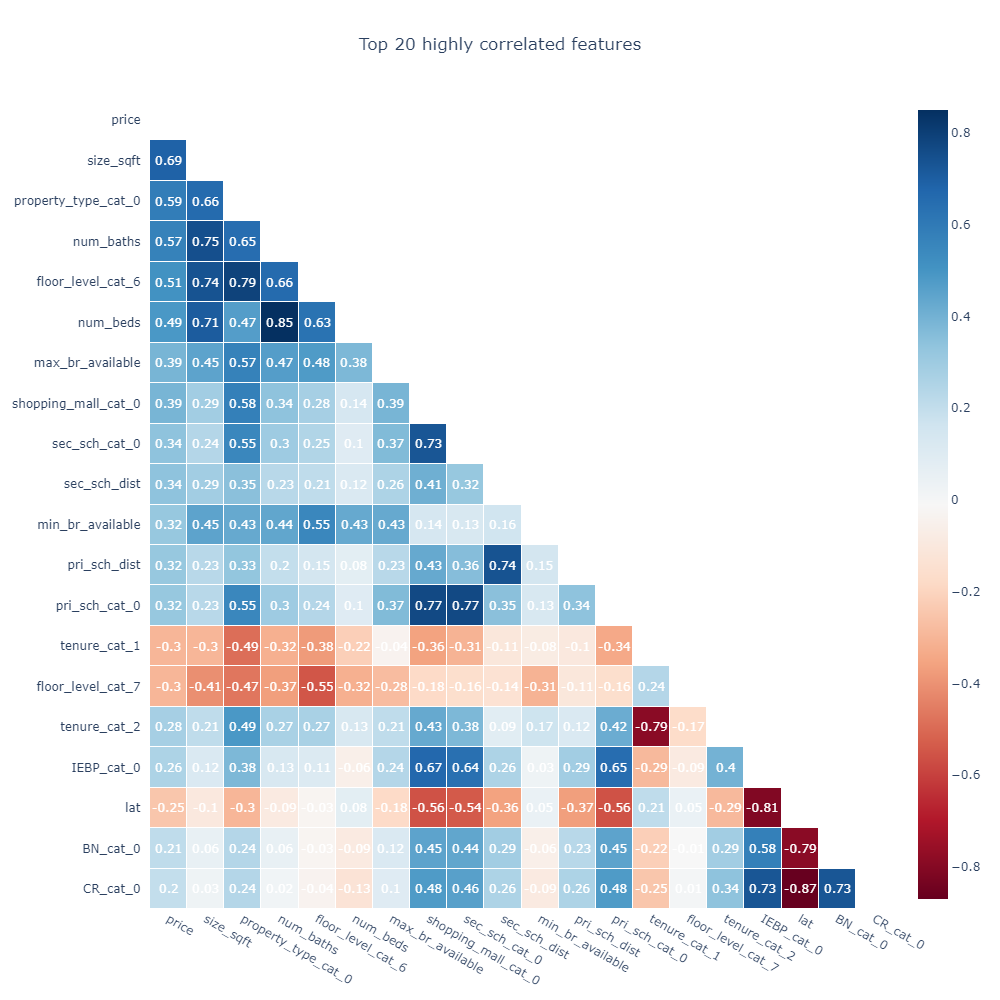 Top 20 highly correlated features
price
size_sqft 0.69
property_type_cat_0 0.59 0.66
num_baths 0.57 0.75 0.65
floor_level_cat_6 0.51 0.74 0.79 0.66
num_beds 0.49 0.71 0.47 0.85 0.63
max_br_available 0.39 0.45 0.57 0.47 0.48 0.38
shopping_mall_cat_0 0.39 0.29 0.58 0.34 0.28 0.14 0.39
sec_sch_cat_0 0.34 0.24 0.55 0.3 0.25 0.1 0.37 0.73
sec_sch_dist 0.34 0.29 0.35 0.23 0.21 0.12 0.26 0.41 0.32
min_br_available 0.32 0.45 0.43 0.44 0.55 0.43 0.43 0.14 0.13 0.16
pri_sch_dist 0.32 0.23 0.33 0.2 0.15 0.08 0.23 0.43 0.36 0.74 0.15
pri_sch_cat_0 0.32 0.23 0.55 0.3 0.24 0.1 0.37 0.77 0.77 0.35 0.13 0.34
tenure_cat_1 -0.3 -0.3 -0.49 -0.32 -0.38 -0.22 -0.04 -0.36 -0.31 -0.11 -0.08 -0.1 -0.34
floor_level_cat_7 -0.3 -0.41 -0.47 -0.37 -0.55 -0.32 -0.28 -0.18 -0.16 -0.14 -0.31 -0.11 -0.16 0.24
tenure_cat_2 0.28 0.21 0.49 0.27 0.27 0.13 0.21 0.43 0.38 0.09 0.17 0.12 0.42 -0.79 -0.17
IEBP_cat_0 0.26 0.12 0.38 0.13 0.11 -0.06 0.24 0.67 0.64 0.26 0.03 0.29 0.65 -0.29 -0.09 0.4
lat -0.25 -0.1 -0.3 -0.09 -0.03 0.08 -0.18 -0.56 -0.54 -0.36 0.05 -0.37 -0.56 0.21 0.05 -0.29 -0.81
BN_cat_0 0.21 0.06 0.24 0.06 -0.03 -0.09 0.12 0.45 0.44 0.29 -0.06 0.23 0.45 -0.22 -0.01 0.29 0.58 -0.79
CR_cat_0 0.2 0.03 0.24 0.02 -0.04 -0.13 0.1 0.48 0.46 0.26 -0.09 0.26 0.48 -0.25 0.01 0.34 0.73 -0.87 0.73
price
size_sqft
property_type_cat_0
num_baths
floor_level_cat_6
num_beds
max_br_available
shopping_mall_cat_0
sec_sch_cat_0
sec_sch_dist
min_br_available
pri_sch_dist
pri_sch_cat_0
tenure_cat_1
floor_level_cat_7
tenure_cat_2
IEBP_cat_0
lat
BN_cat_0
CR_cat_0
0.8
0.6
0.4
0.2
0
−0.2
−0.4
−0.6
−0.8